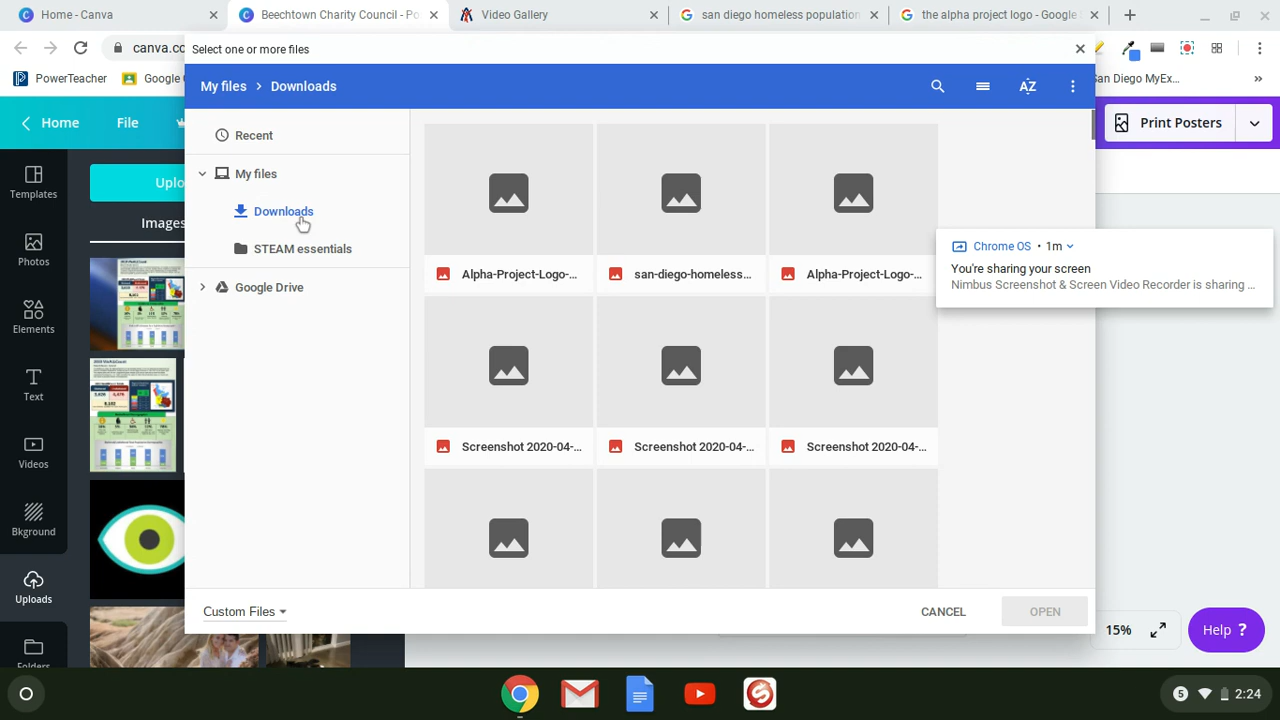 Home - Canva
Beechtown Charity Council - Po
Video Gallery
san diego homeless population
the alpha project logo - Google
canva.co
PowerTeacher
Google
San Diego MyEx...
Select one or more files
My files > Downloads
Home
File
Print Posters
Recent
My files
Downloads
STEAM essentials
Google Drive
Templates
Photos
Elements
Text
Videos
Bkground
Uploads
Folders
Uplo
Images
Alpha-Project-Logo-...
san-diego-homeless...
Alpha-Project-Logo-...
Screenshot 2020-04-...
Screenshot 2020-04-...
Screenshot 2020-04-...
Chrome OS • 1m
You're sharing your screen
Nimbus Screenshot & Screen Video Recorder is sharing ...
Custom Files
CANCEL
OPEN
15%
Help ?
5
2:24